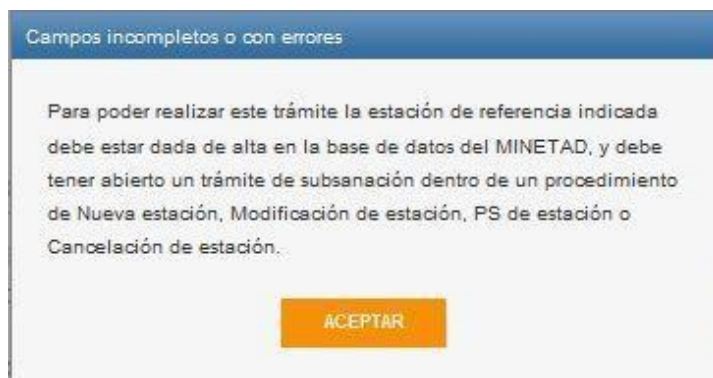 Campos incompletos o con errores
Para poder realizar este trámite la estación de referencia indicada
debe estar dada de alta en la base de datos del MINETAD, y debe
tener abierto un trámite de subsanación dentro de un procedimiento
de Nueva estación, Modificación de estación, PS de estación o
Cancelación de estación.
ACEPTAR